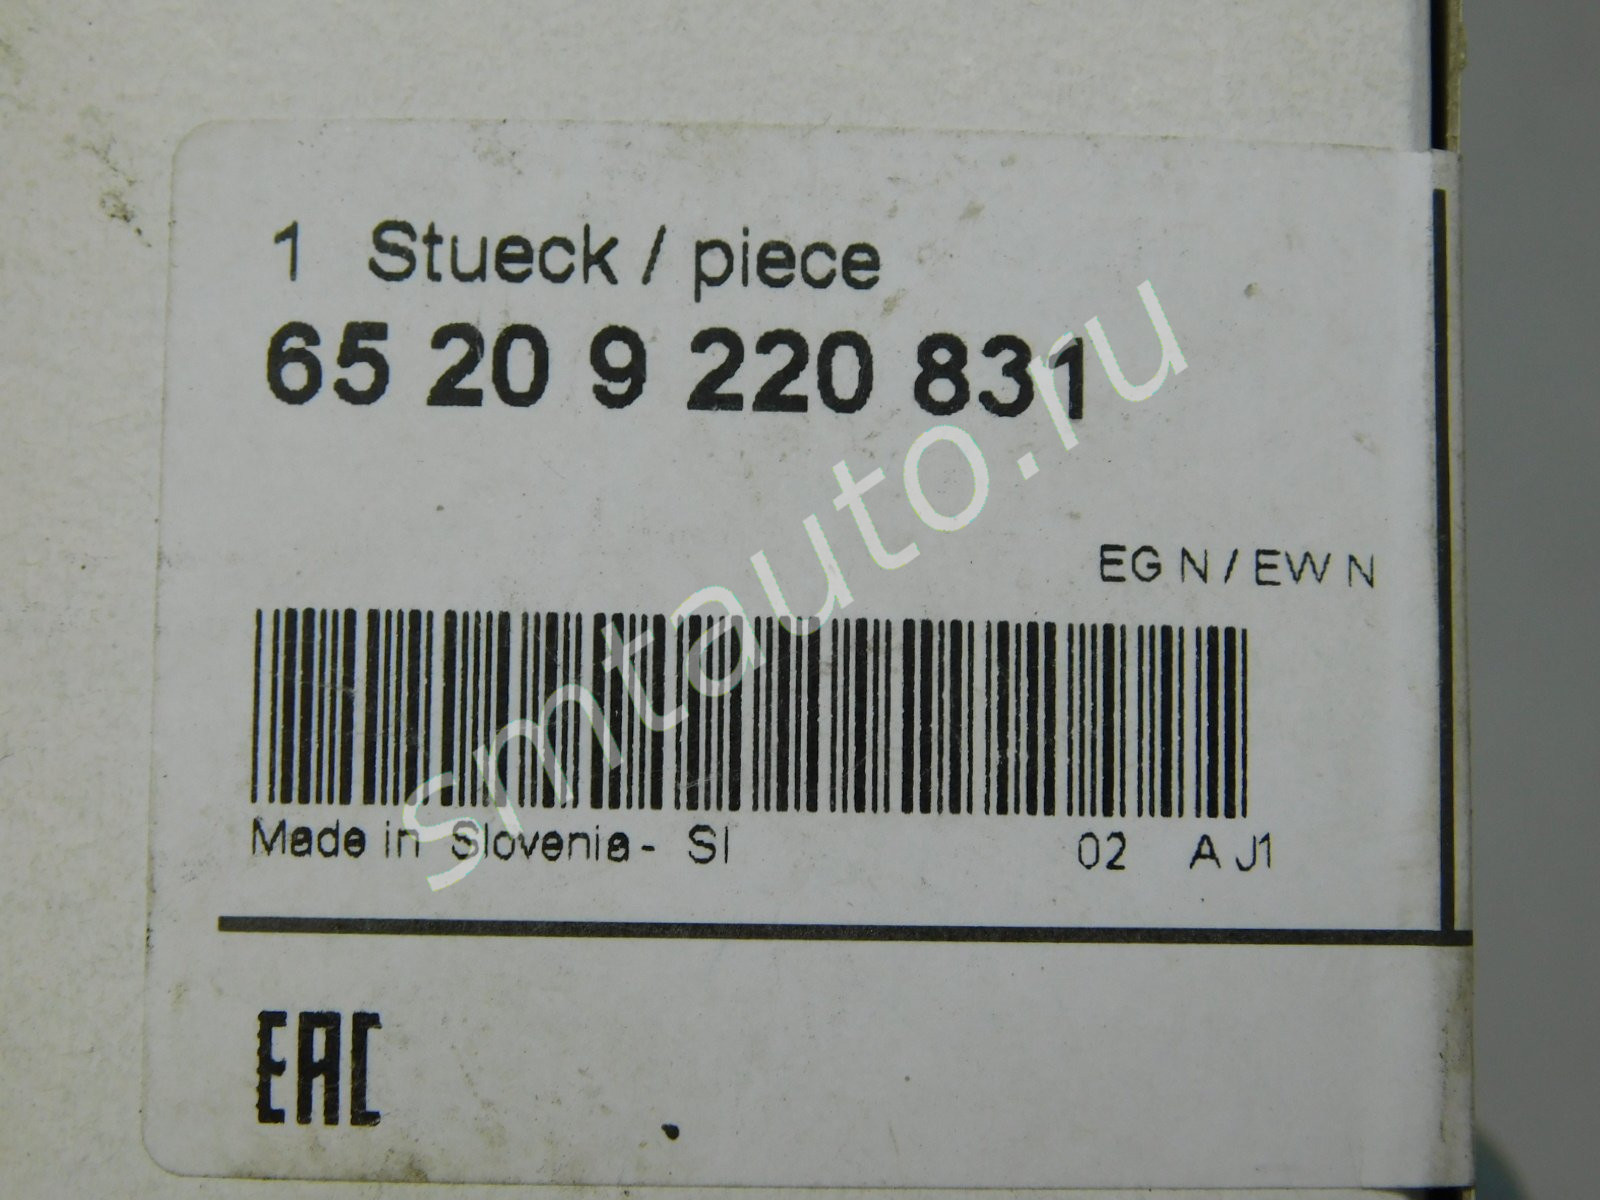 1 Stueck / piece
65 20 9 220 831
EG N / EW N
Made in Slovenia - SI 02 A J1
EAC
smtauto.ru